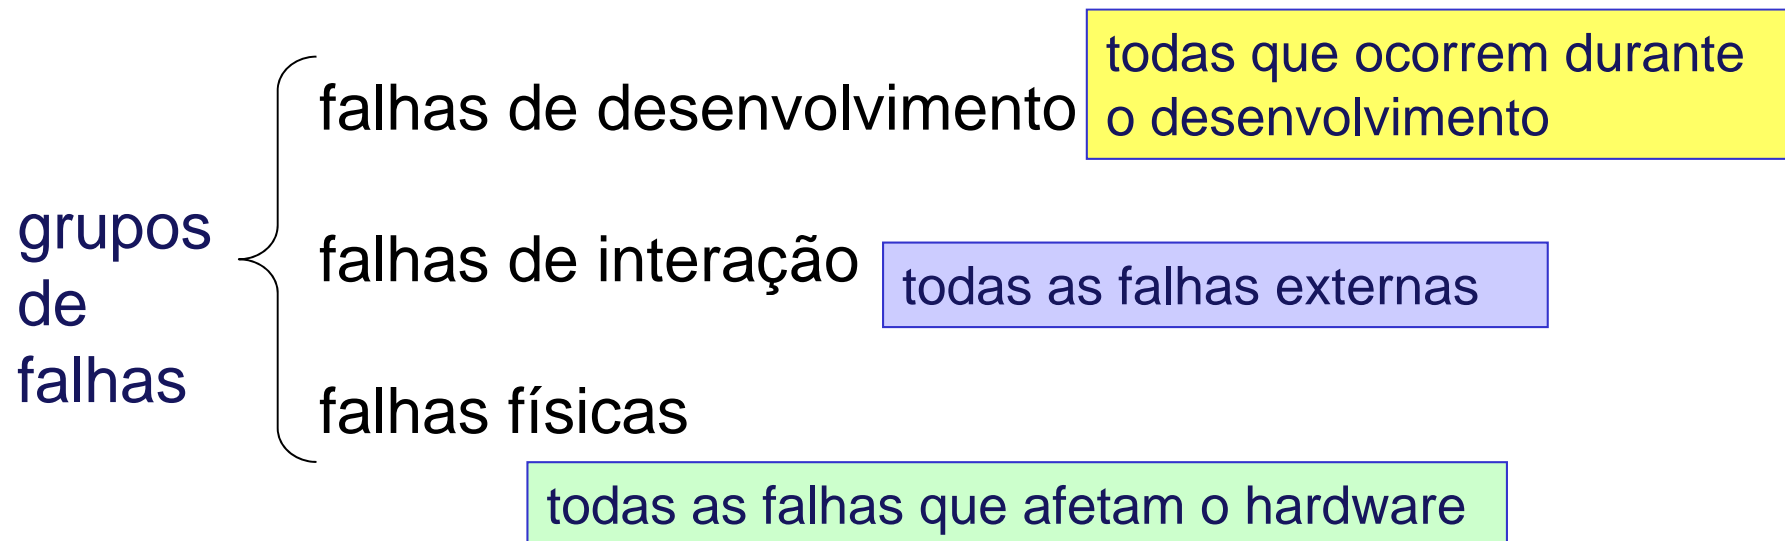 grupos
de
falhas
falhas de desenvolvimento
todas que ocorrem durante
o desenvolvimento
falhas de interação
todas as falhas externas
falhas físicas
todas as falhas que afetam o hardware